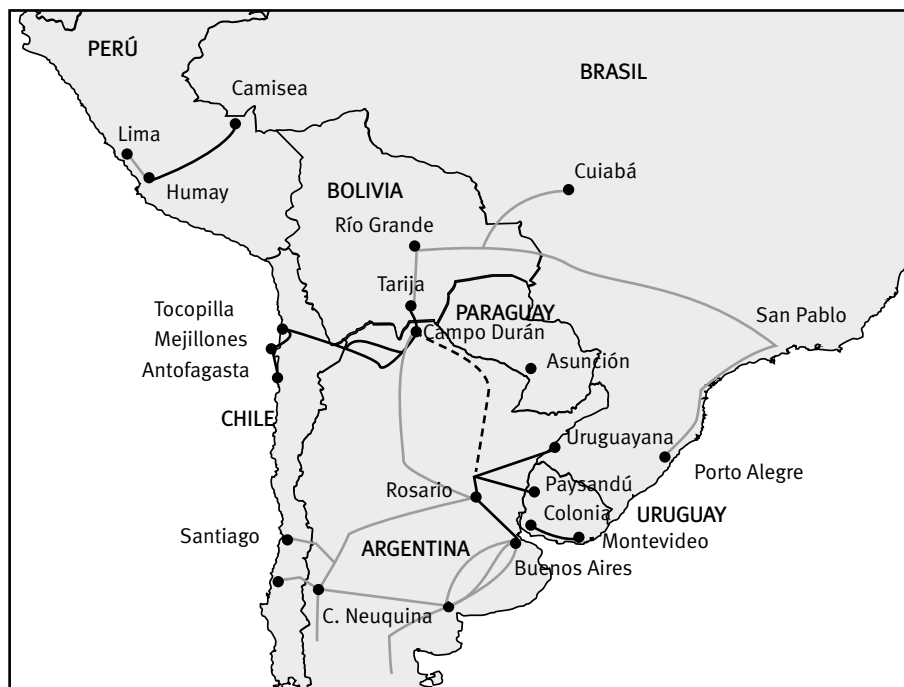 PERÚ
BRASIL
Camisea
Lima
Humay
Cuiabá
BOLIVIA
Río Grande
Tarija
PARAGUAY
Tocopilla
San Pablo
Campo Durán
Mejillones
Asunción
Antofagasta
CHILE
Uruguayana
Porto Alegre
Paysandú
Rosario
Colonia
URUGUAY
Santiago
Montevideo
ARGENTINA
Buenos Aires
C. Neuquina